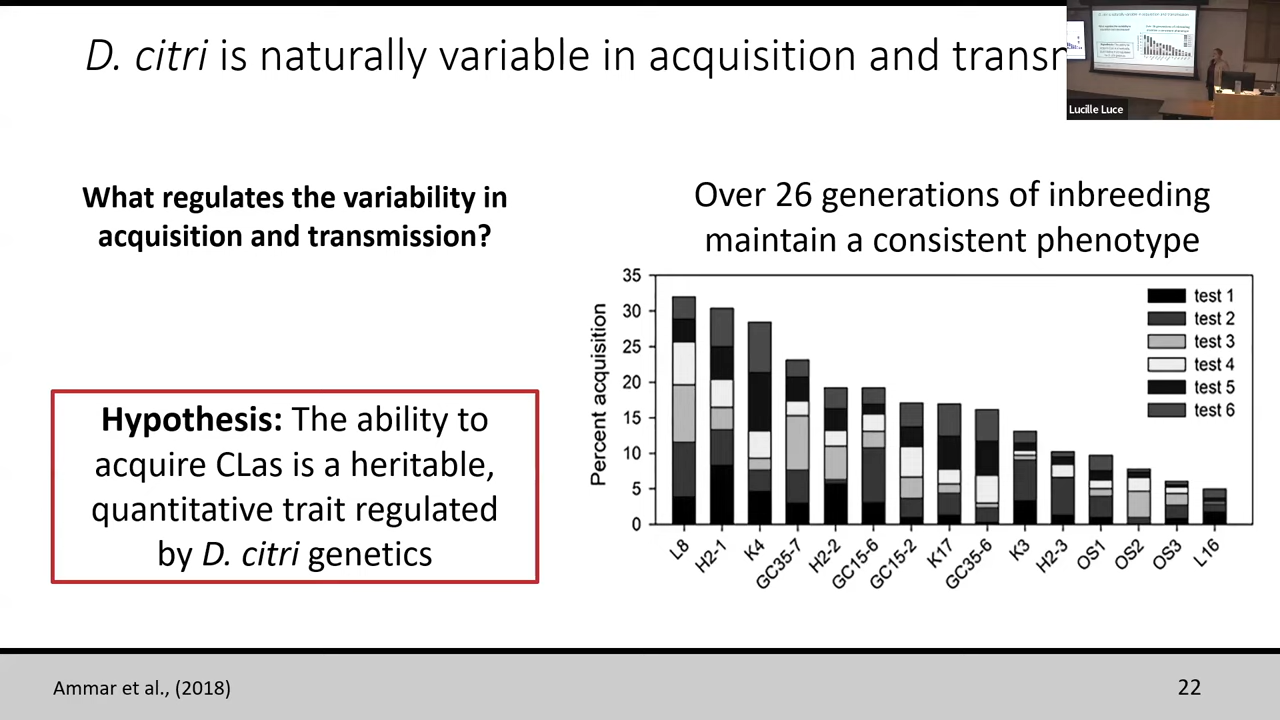 D. citri is naturally variable in acquisition and
Lucille Luce
What regulates the variability in
acquisition and transmission?
Hypothesis: The ability to
acquire CLas is a heritable,
quantitative trait regulated
by D. citri genetics
Over 26 generations of inbreeding
maintain a consistent phenotype
Percent acquisition
35
30
25
20
15
10
5
0
test 1
test 2
test 3
test 4
test 5
test 6
L8
H2-1
K4
GC35-7
H2-2
GC15-6
GC15-2
K17
GC35-6
K3
H2-3
OS1
OS2
OS3
L16
Ammar et al., (2018)
22